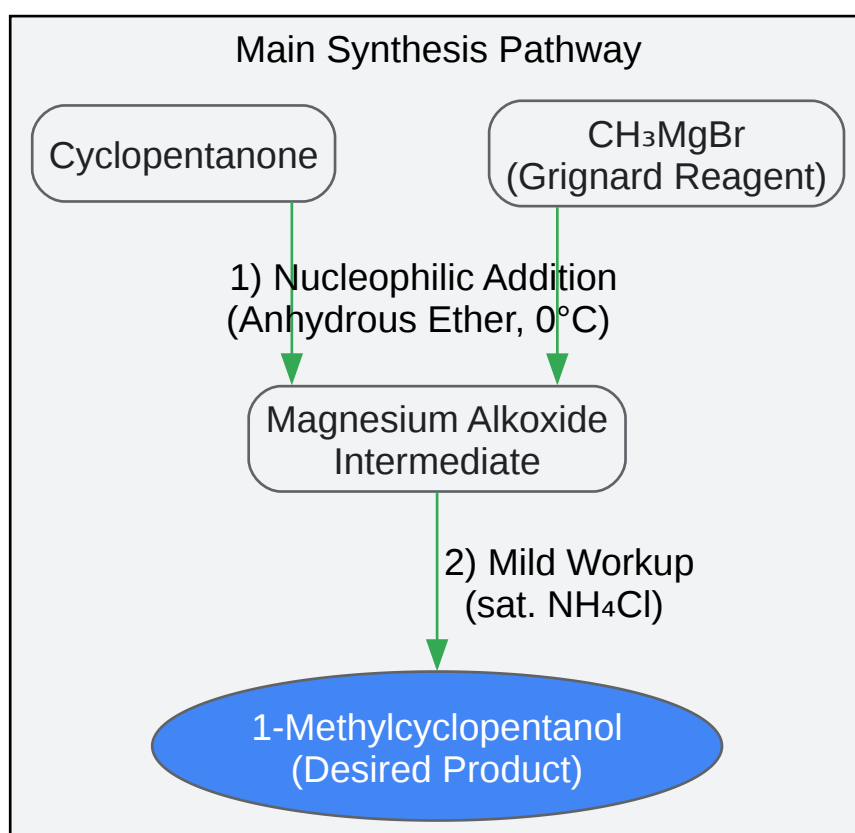 Main Synthesis Pathway
Cyclopentanone
CH₃MgBr
(Grignard Reagent)
1) Nucleophilic Addition
(Anhydrous Ether, 0°C)
Magnesium Alkoxide
Intermediate
2) Mild Workup
(sat. NH₄Cl)
1-Methylcyclopentanol
(Desired Product)